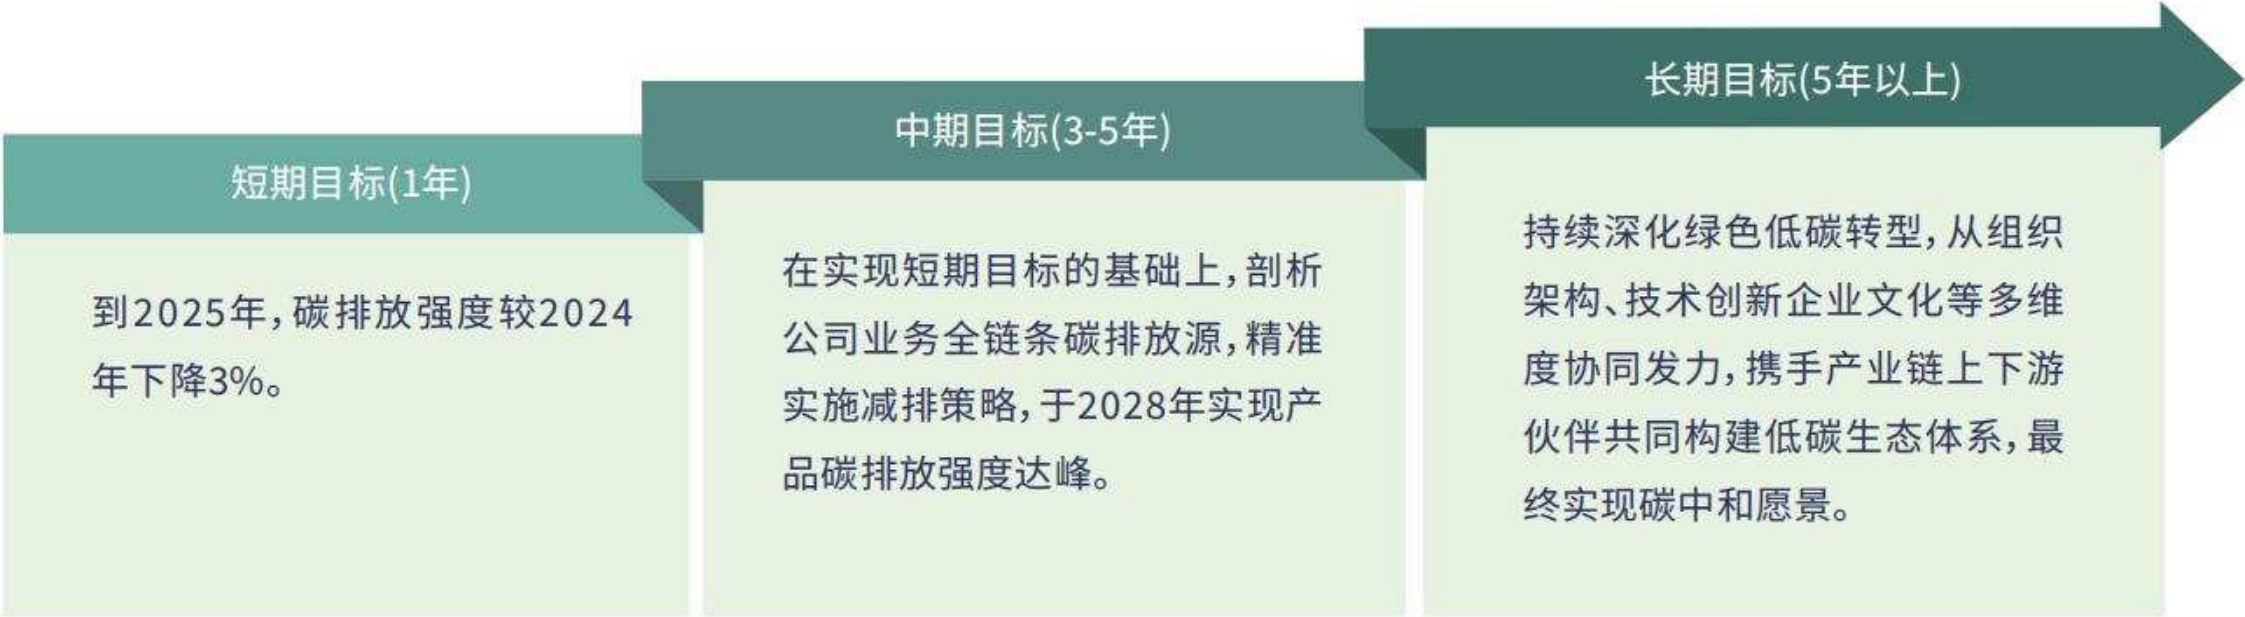 短期目标(1年)
到2025年,碳排放强度较2024
年下降3%。
中期目标(3-5年)
在实现短期目标的基础上,剖析
公司业务全链条碳排放源,精准
实施减排策略,于2028年实现产
品碳排放强度达峰。
长期目标(5年以上)
持续深化绿色低碳转型,从组织
架构、技术创新企业文化等多维
度协同发力,携手产业链上下游
伙伴共同构建低碳生态体系,最
终实现碳中和愿景。